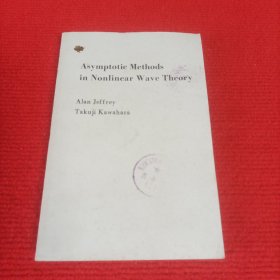 Asymptotic Methods
in Nonlinear Wave Theory
Alan Jeffrey
Takuji Kawahara